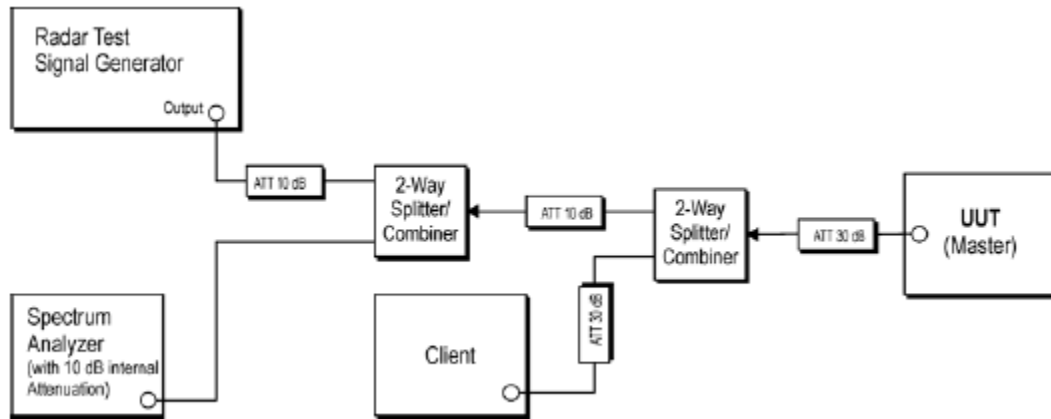 Radar Test
Signal Generator
Output
ATT 10 dB
2-Way
Splitter/
Combiner
ATT 10 dB
2-Way
Splitter/
Combiner
ATT 30 dB
UUT
(Master)
Spectrum
Analyzer
(with 10 dB internal
Attenuation)
Client
ATT 30 dB